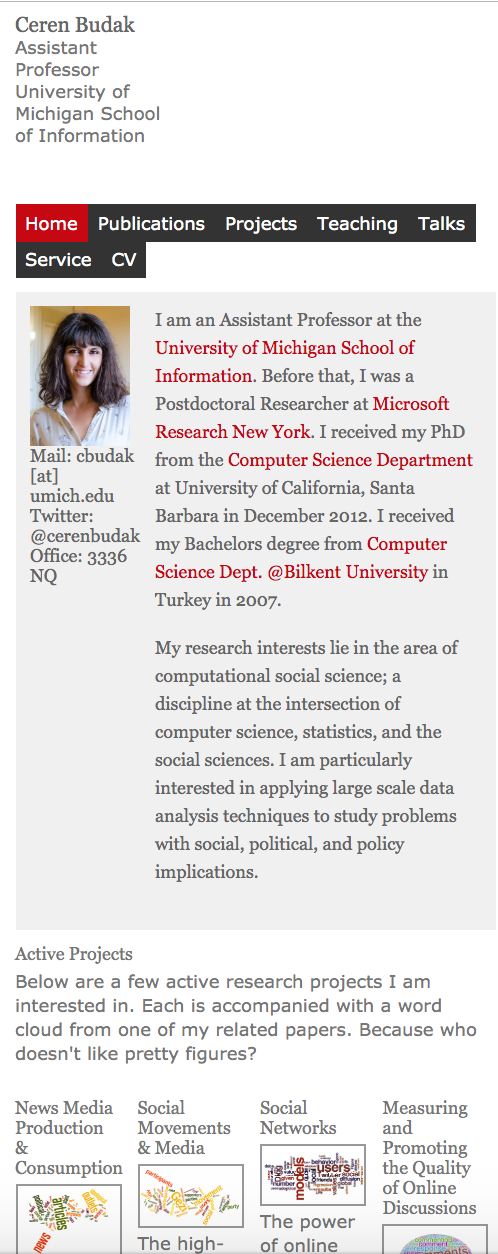 Ceren Budak
Assistant
Professor
University of
Michigan School
of Information
Home Publications Projects Teaching Talks
Service CV
Mail: cbudak
[at]
umich.edu
Twitter:
@cerenbudak
Office: 3336
NQ
I am an Assistant Professor at the
University of Michigan School of
Information. Before that, I was a
Postdoctoral Researcher at Microsoft
Research New York. I received my PhD
from the Computer Science Department
at University of California, Santa
Barbara in December 2012. I received
my Bachelors degree from Computer
Science Dept. @Bilkent University in
Turkey in 2007.
My research interests lie in the area of
computational social science; a
discipline at the intersection of
computer science, statistics, and the
social sciences. I am particularly
interested in applying large scale data
analysis techniques to study problems
with social, political, and policy
implications.
Active Projects
Below are a few active research projects I am
interested in. Each is accompanied with a word
cloud from one of my related papers. Because who
doesn't like pretty figures?
News Media
Production
&
Consumption
articles
news
Social
Movements
& Media
participants
The high-
Social
Networks
models
users
behavior
number
social
The power
of online
Measuring
and
Promoting
the Quality
of Online
Discussions
comment